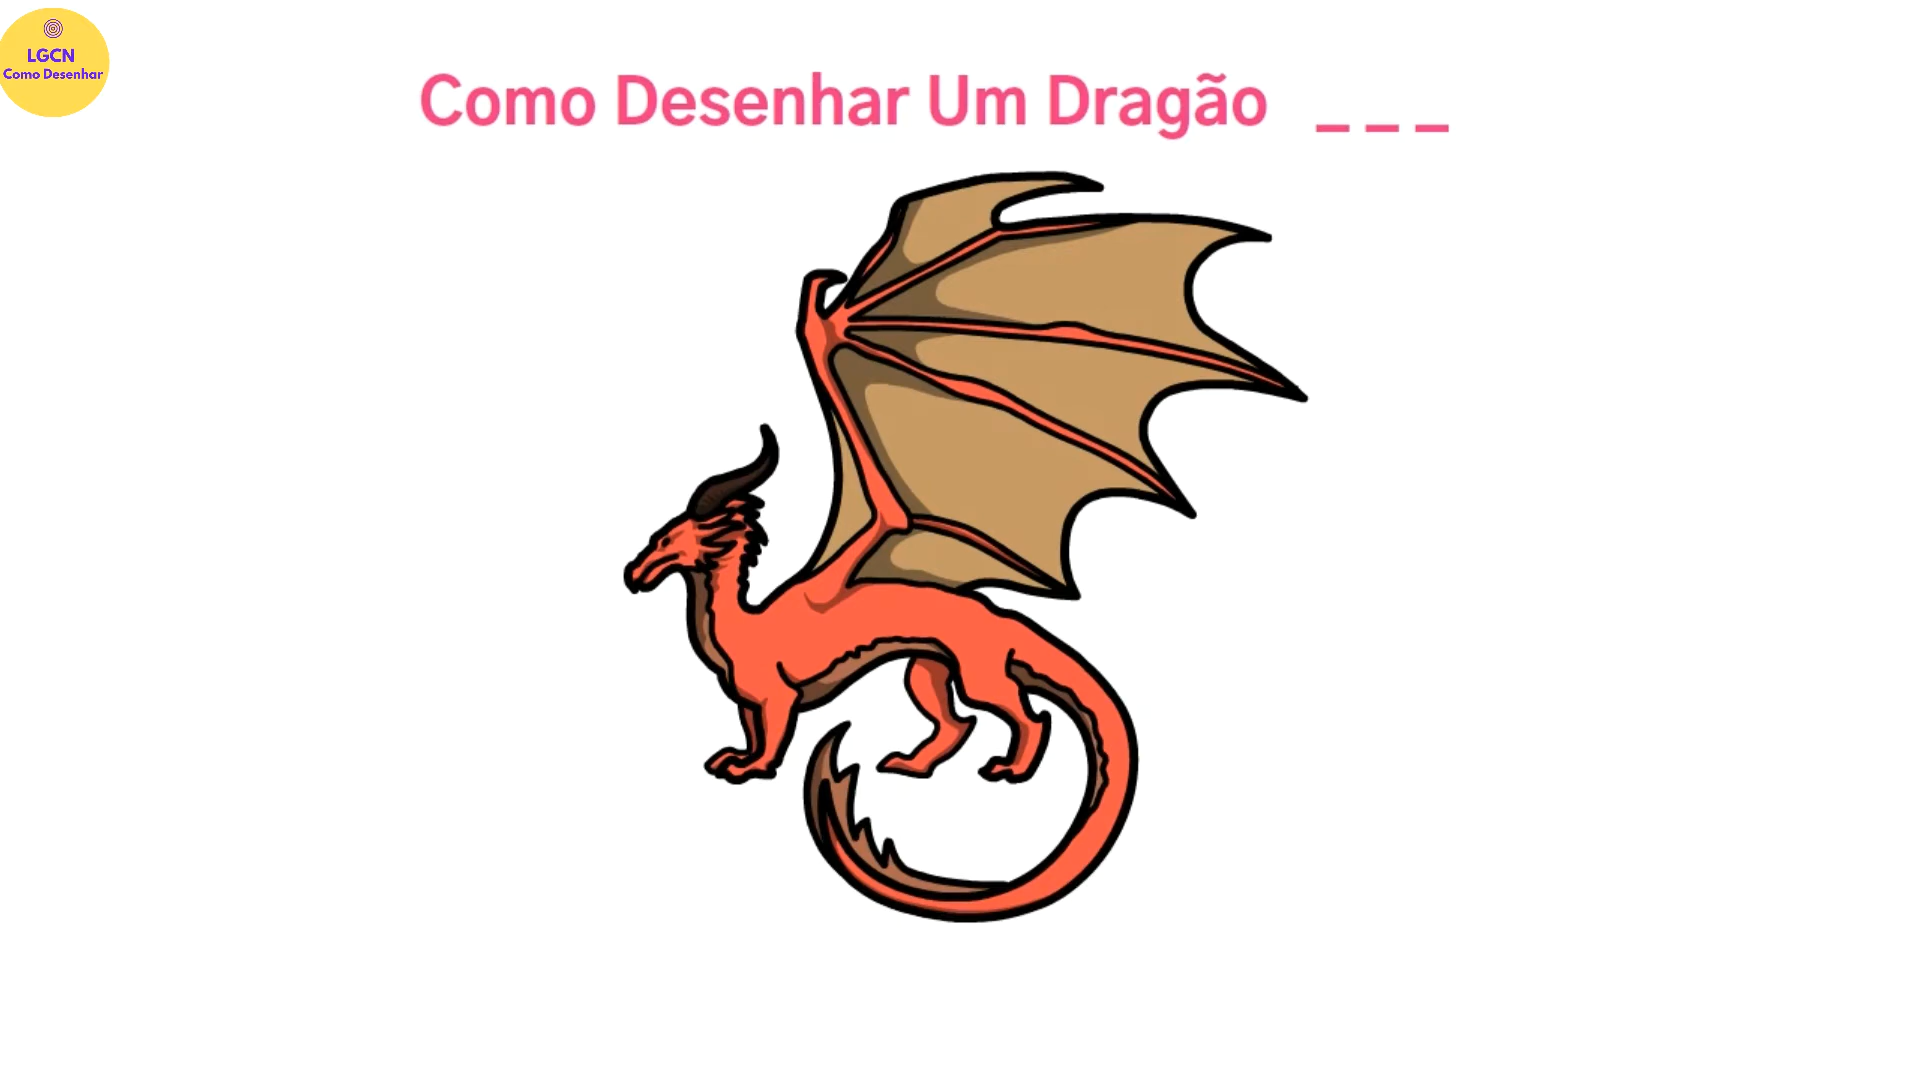 LGCN
Como Desenhar
Como Desenhar Um Dragão _ _ _